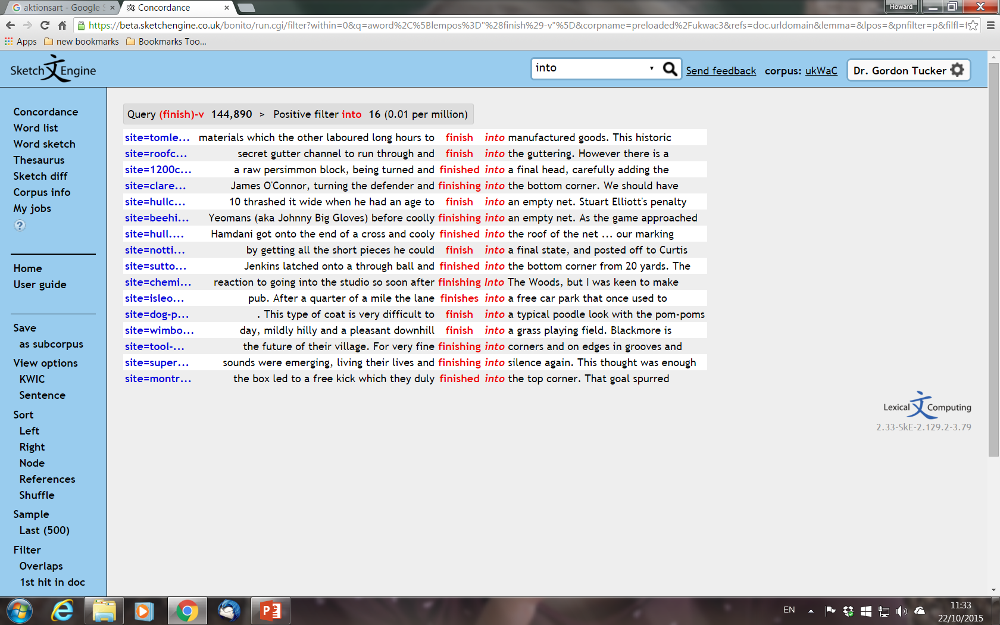 aktionsart - Google S
Concordance
Howard
https://beta.sketchengine.co.uk/bonito/run.cgi/filter?within=0&q=aword%2C%5Blempos%3D"%28finish%29-v"%5D&corpname=preloaded%2Fukwac3&refs=doc.urldomain&lemma=&lpos=&pnfilter=p&filfl=f
Apps new bookmarks Bookmarks Too...
Sketch 文 Engine
into
Send feedback corpus: ukWaC Dr. Gordon Tucker
Concordance
Word list
Word sketch
Thesaurus
Sketch diff
Corpus info
My jobs
?
Home
User guide
Save
as subcorpus
View options
KWIC
Sentence
Sort
Left
Right
Node
References
Shuffle
Sample
Last (500)
Filter
Overlaps
1st hit in doc
Query (finish)-v 144,890 > Positive filter into 16 (0.01 per million)
site=tomle... materials which the other laboured long hours to finish into manufactured goods. This historic
site=roofc... secret gutter channel to run through and finish into the guttering. However there is a
site=1200c... a raw persimmon block, being turned and finished into a final head, carefully adding the
site=clare... James O'Connor, turning the defender and finishing into the bottom corner. We should have
site=hullc... 10 thrashed it wide when he had an age to finish into an empty net. Stuart Elliott's penalty
site=beehi... Yeomans (aka Johnny Big Gloves) before coolly finishing into an empty net. As the game approached
site=hull.... Hamdani got onto the end of a cross and cooly finished into the roof of the net ... our marking
site=notti... by getting all the short pieces he could finish into a final state, and posted off to Curtis
site=sutto... Jenkins latched onto a through ball and finished into the bottom corner from 20 yards. The
site=chemi... reaction to going into the studio so soon after finishing Into The Woods, but I was keen to make
site=isleo... pub. After a quarter of a mile the lane finishes into a free car park that once used to
site=dog-p... . This type of coat is very difficult to finish into a typical poodle look with the pom-poms
site=wimbo... day, mildly hilly and a pleasant downhill finish into a grass playing field. Blackmore is
site=tool-... the future of their village. For very fine finishing into corners and on edges in grooves and
site=super... sounds were emerging, living their lives and finishing into silence again. This thought was enough
site=montr... the box led to a free kick which they duly finished into the top corner. That goal spurred
Lexical 文 Computing
2.33-SkE-2.129.2-3.79
EN
11:33
22/10/2015